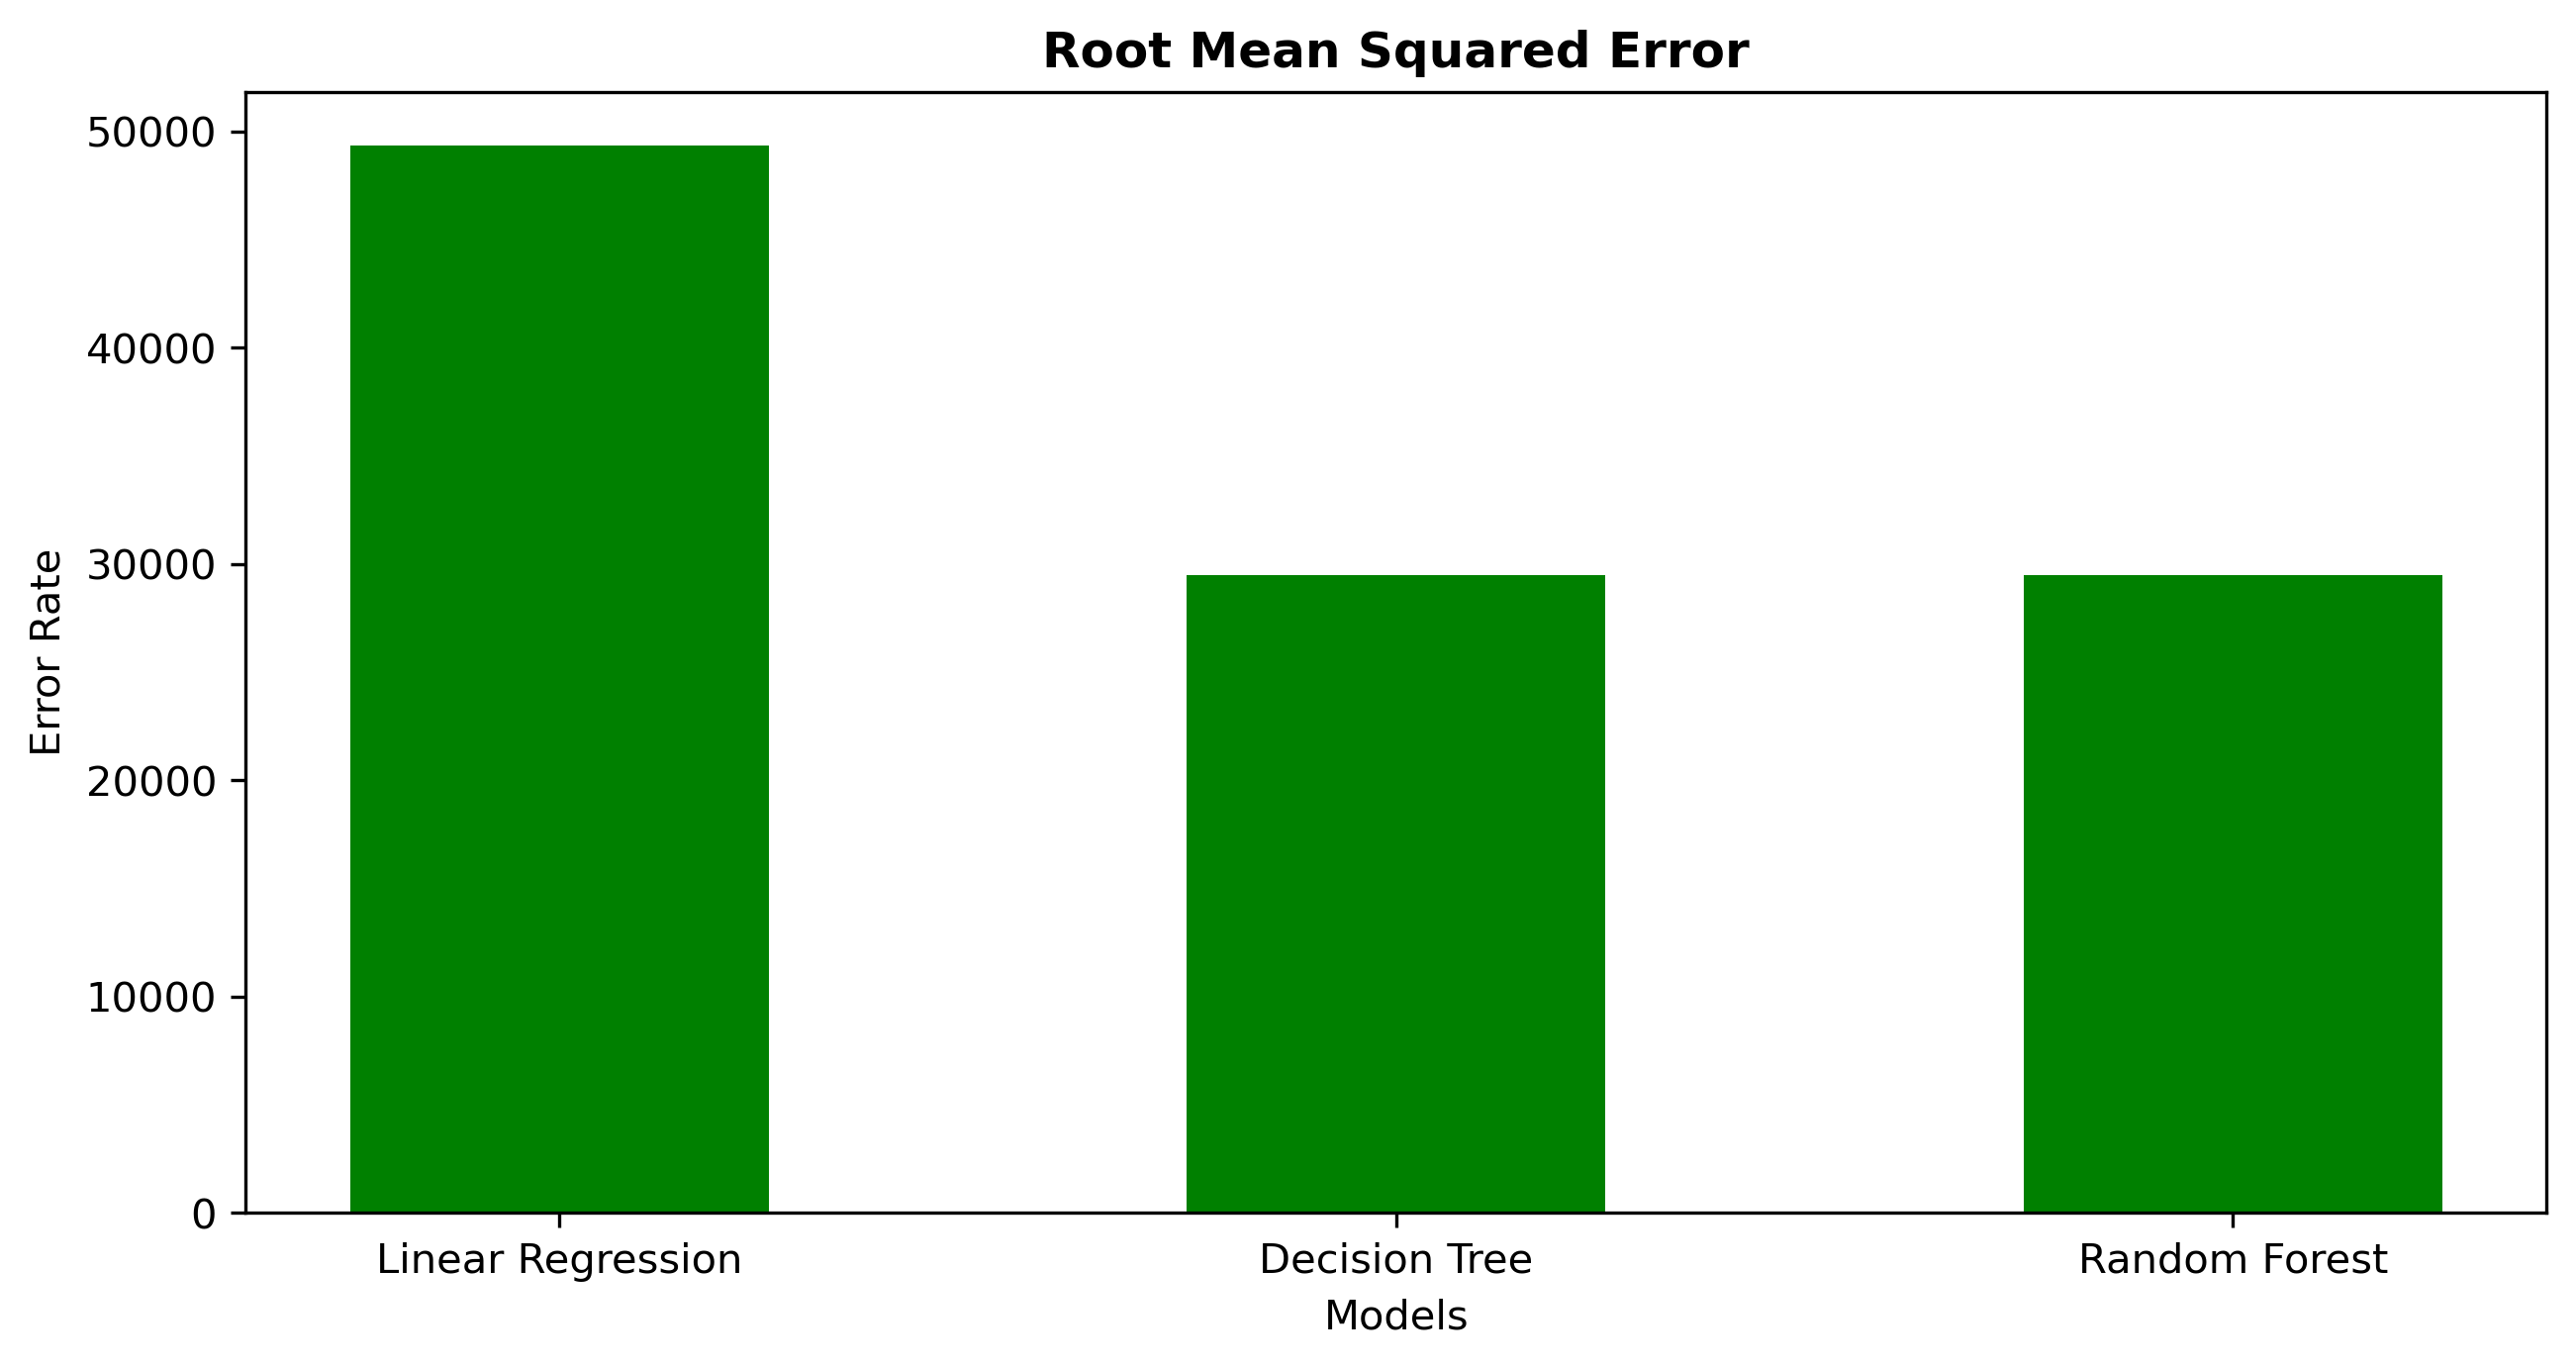 Root Mean Squared Error
50000
40000
30000
20000
10000
0
Error Rate
Linear Regression
Decision Tree
Random Forest
Models